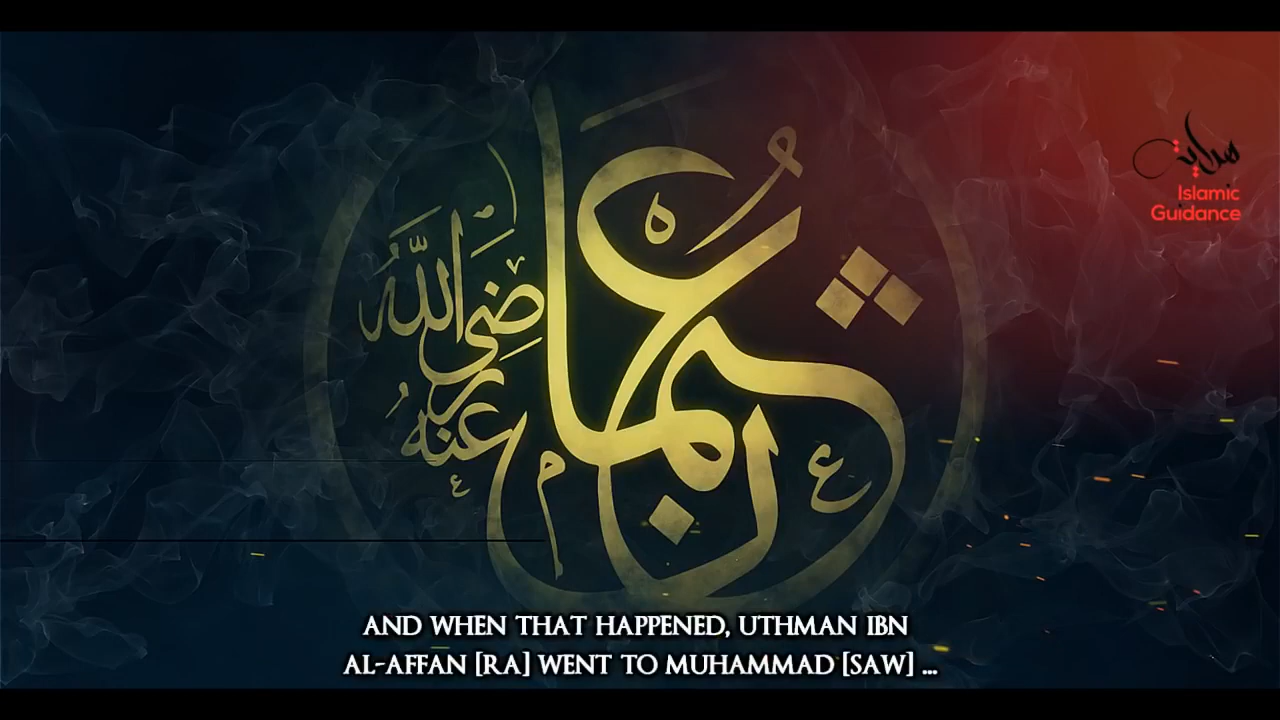 هداية
Islamic
Guidance
عثمان
رضي الله
عنه
AND WHEN THAT HAPPENED, UTHMAN IBN
AL-AFFAN [RA] WENT TO MUHAMMAD [SAW] ...